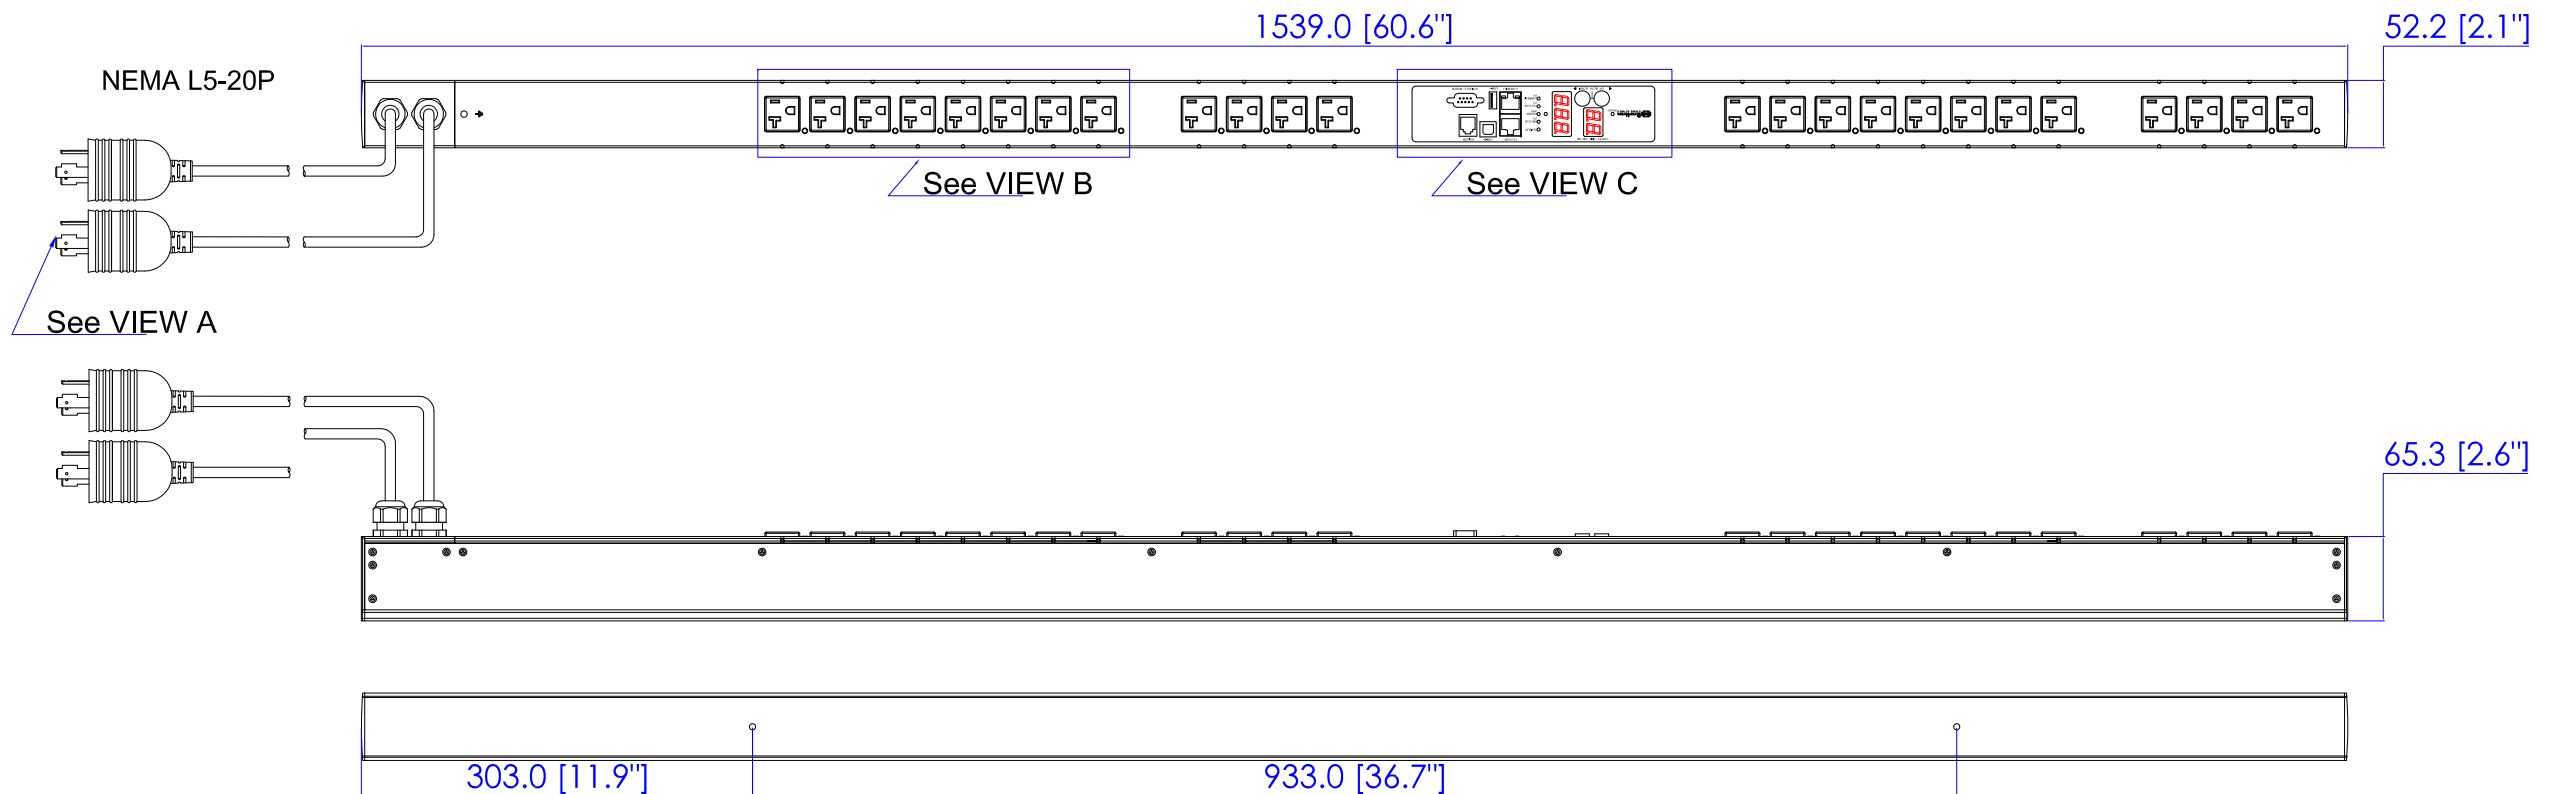 1539.0 [60.6"]
52.2 [2.1"]
NEMA L5-20P
See VIEW B
See VIEW C
See VIEW A
65.3 [2.6"]
303.0 [11.9"]
933.0 [36.7"]